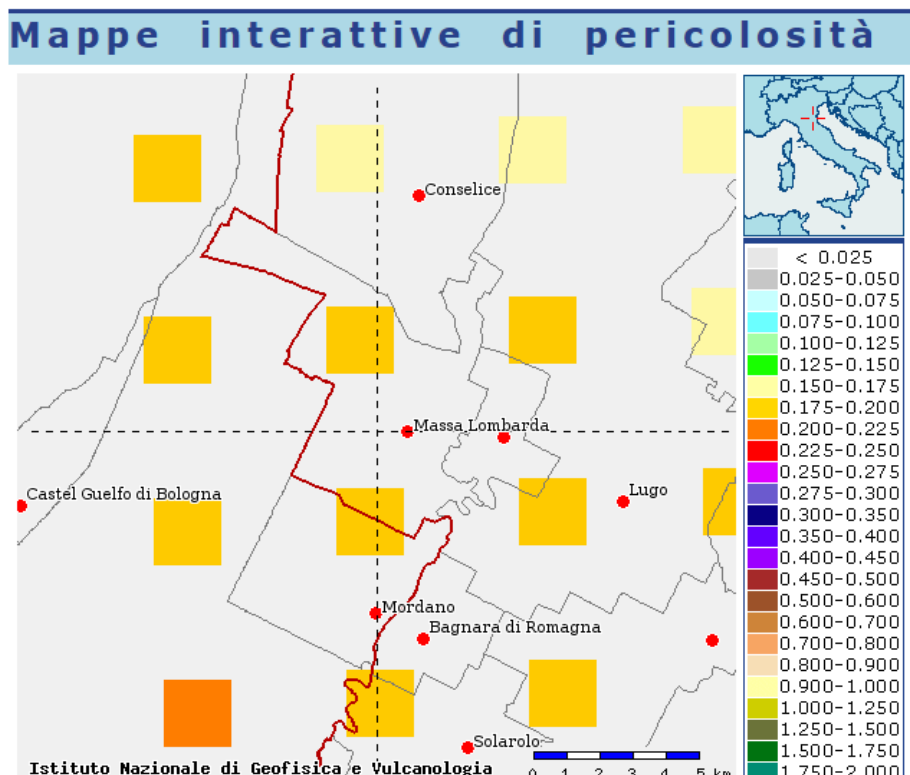 Mappe interattive di pericolosità
Conselice
Massa Lombarda
Castel Guelfo di Bologna
Lugo
Mordano
Bagnara di Romagna
Solarolo
Istituto Nazionale di Geofisica e Vulcanologia
0 1 2 3 4 5 km
< 0.025
0.025-0.050
0.050-0.075
0.075-0.100
0.100-0.125
0.125-0.150
0.150-0.175
0.175-0.200
0.200-0.225
0.225-0.250
0.250-0.275
0.275-0.300
0.300-0.350
0.350-0.400
0.400-0.450
0.450-0.500
0.500-0.600
0.600-0.700
0.700-0.800
0.800-0.900
0.900-1.000
1.000-1.250
1.250-1.500
1.500-1.750
1.750-2.000